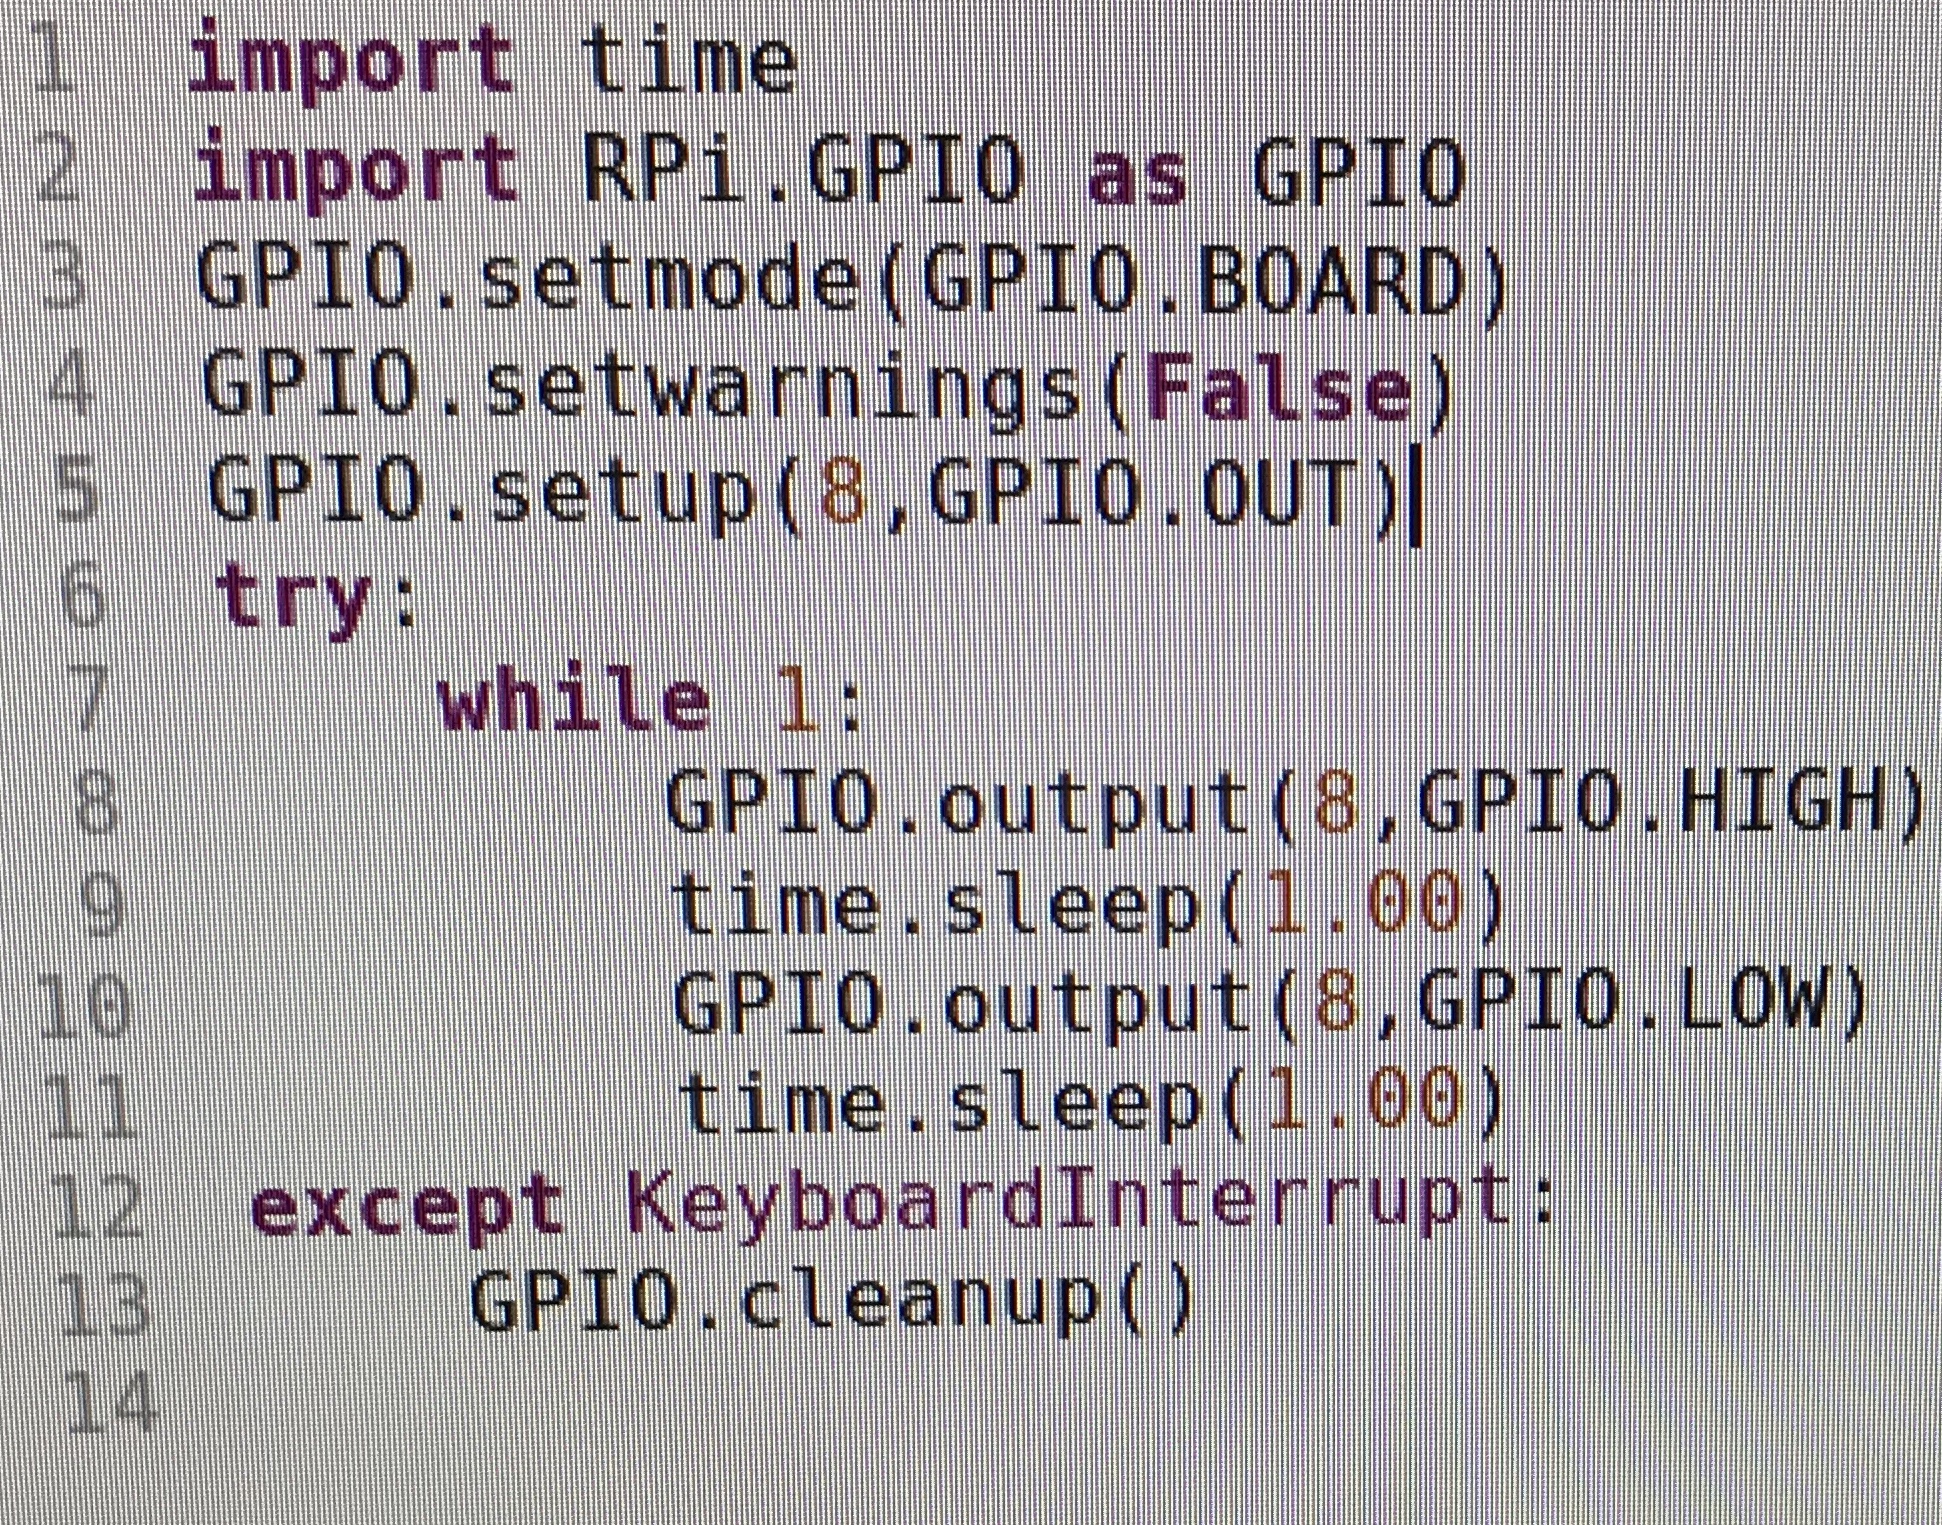 1 import time
2 import RPi.GPIO as GPIO
3 GPIO.setmode(GPIO.BOARD)
4 GPIO.setwarnings(False)
5 GPIO.setup(8,GPIO.OUT)
6 try:
7     while 1:
8         GPIO.output(8,GPIO.HIGH)
9         time.sleep(1.00)
10         GPIO.output(8,GPIO.LOW)
11         time.sleep(1.00)
12 except KeyboardInterrupt:
13     GPIO.cleanup()
14